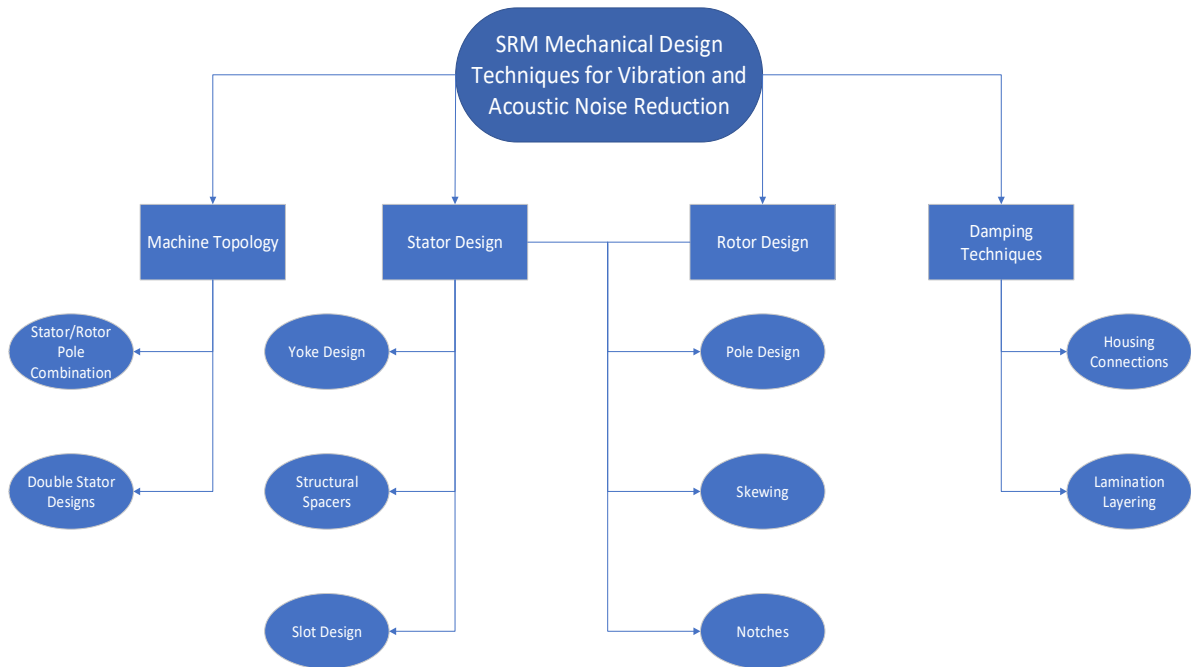 SRM Mechanical Design
Techniques for Vibration and
Acoustic Noise Reduction
Machine Topology
Stator Design
Rotor Design
Damping
Techniques
Stator/Rotor
Pole
Combination
Yoke Design
Pole Design
Housing
Connections
Double Stator
Designs
Structural
Spacers
Skewing
Lamination
Layering
Slot Design
Notches